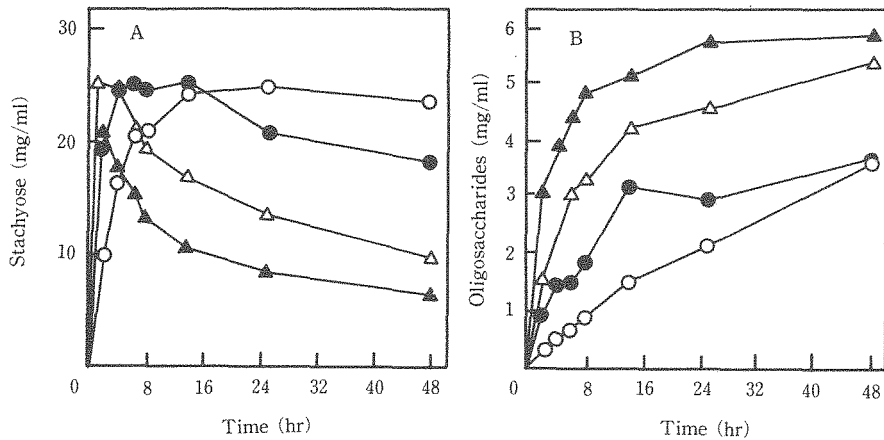 A
30
20
10
Stachyose (mg/ml)
0 8 16 24 32 40 48
Time (hr)
B
6
5
4
3
2
1
Oligosaccharides (mg/ml)
0 8 16 24 32 40 48
Time (hr)